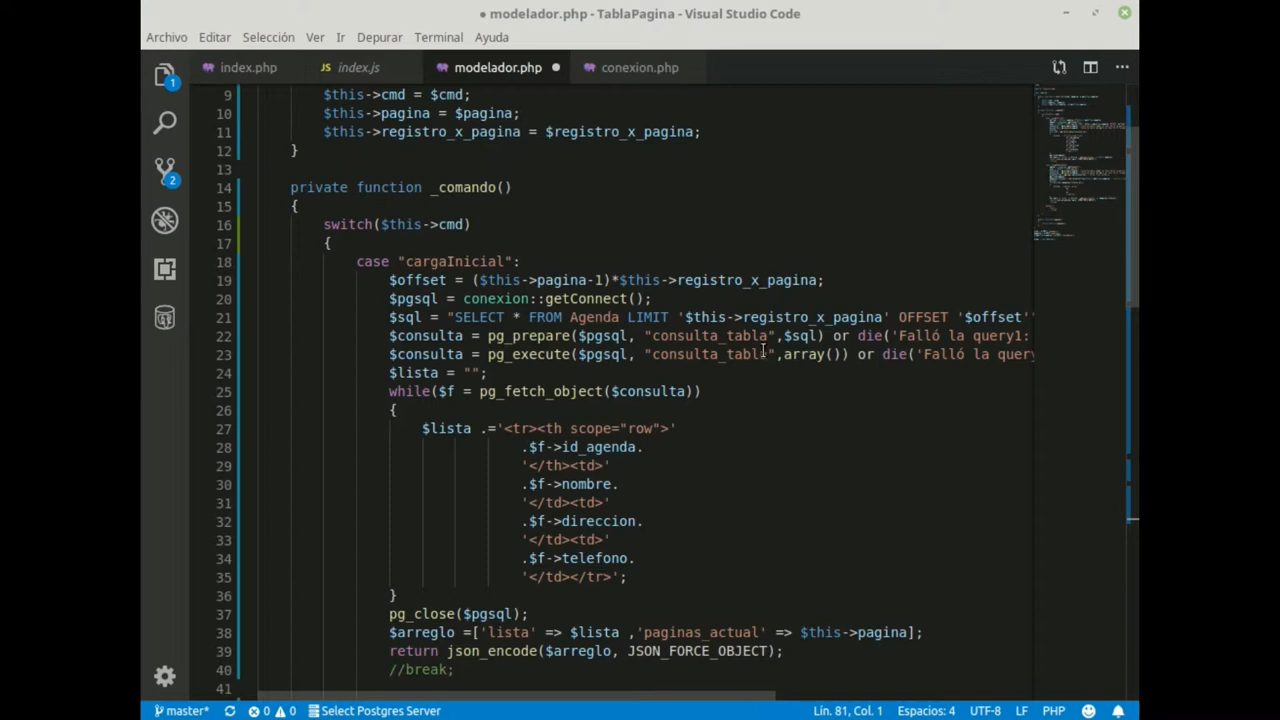 ● modelador.php - TablaPagina - Visual Studio Code
Archivo Editar Selección Ver Ir Depurar Terminal Ayuda
index.php JS index.js modelador.php ● conexion.php
9 $this->cmd = $cmd;
10 $this->pagina = $pagina;
11 $this->registro_x_pagina = $registro_x_pagina;
12 }
13
14 private function _comando()
15 {
16 switch($this->cmd)
17 {
18 case "cargaInicial":
19 $offset = ($this->pagina-1)*$this->registro_x_pagina;
20 $pgsql = conexion::getConnect();
21 $sql = "SELECT * FROM Agenda LIMIT '$this->registro_x_pagina' OFFSET '$offset'"
22 $consulta = pg_prepare($pgsql, "consulta_tabla",$sql) or die('Falló la query1:
23 $consulta = pg_execute($pgsql, "consulta_tabla",array()) or die('Falló la query
24 $lista = "";
25 while($f = pg_fetch_object($consulta))
26 {
27 $lista .='<tr><th scope="row">'
28 .$f->id_agenda.
29 '</th><td>'
30 .$f->nombre.
31 '</td><td>'
32 .$f->direccion.
33 '</td><td>'
34 .$f->telefono.
35 '</td></tr>';
36 }
37 pg_close($pgsql);
38 $arreglo =['lista' => $lista ,'paginas_actual' => $this->pagina];
39 return json_encode($arreglo, JSON_FORCE_OBJECT);
40 //break;
41
1
2
master* 0 0 Select Postgres Server Lín. 81, Col. 1 Espacios: 4 UTF-8 LF PHP